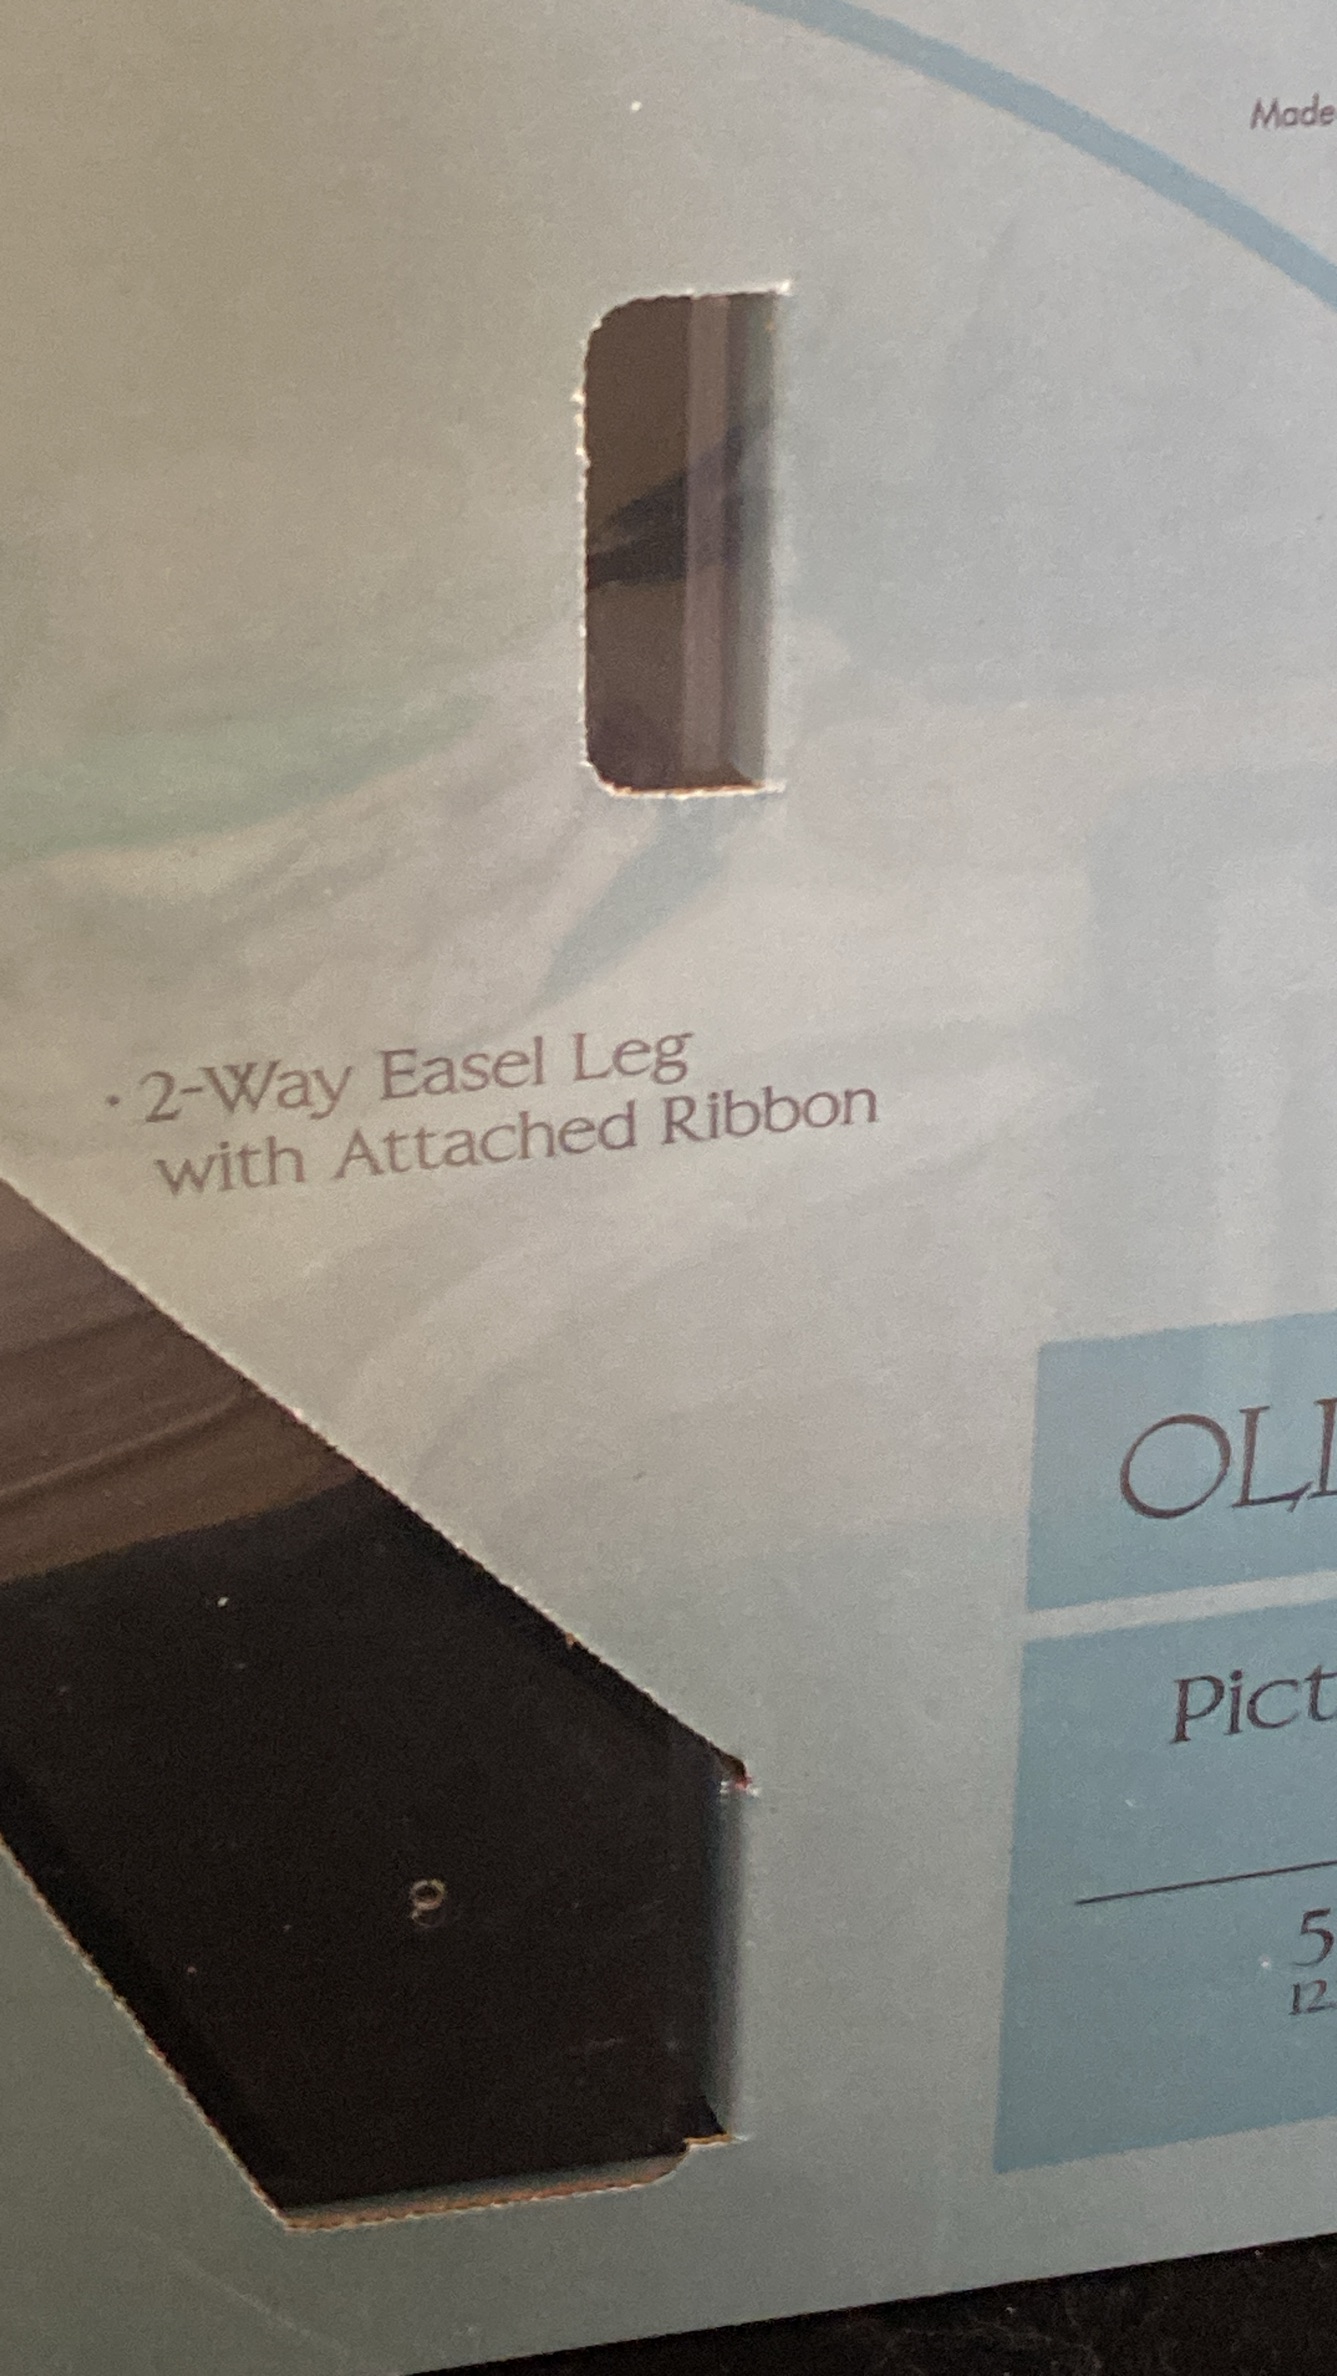 Made
· 2-Way Easel Leg
with Attached Ribbon
OL
Pict
5
12